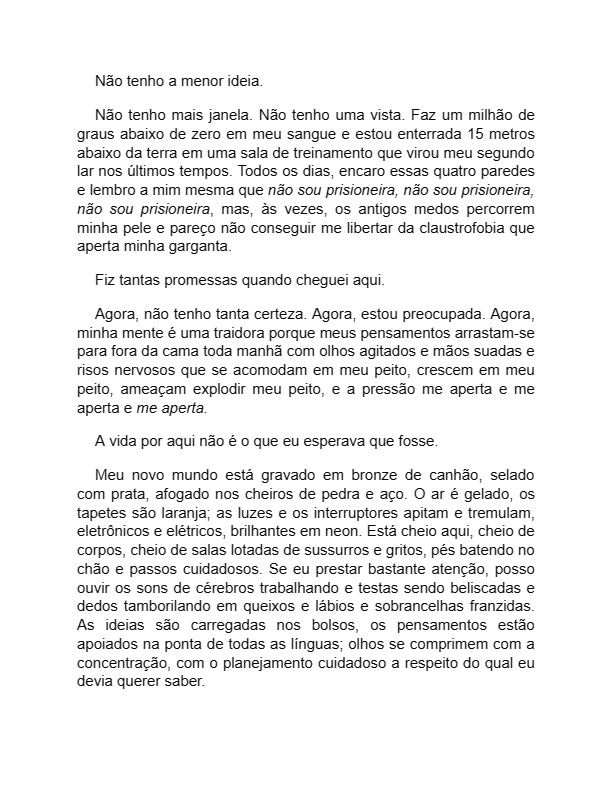 Não tenho a menor ideia.
Não tenho mais janela. Não tenho uma vista. Faz um milhão de
graus abaixo de zero em meu sangue e estou enterrada 15 metros
abaixo da terra em uma sala de treinamento que virou meu segundo
lar nos últimos tempos. Todos os dias, encaro essas quatro paredes
e lembro a mim mesma que não sou prisioneira, não sou prisioneira,
não sou prisioneira, mas, às vezes, os antigos medos percorrem
minha pele e pareço não conseguir me libertar da claustrofobia que
aperta minha garganta.
Fiz tantas promessas quando cheguei aqui.
Agora, não tenho tanta certeza. Agora, estou preocupada. Agora,
minha mente é uma traidora porque meus pensamentos arrastam-se
para fora da cama toda manhã com olhos agitados e mãos suadas e
risos nervosos que se acomodam em meu peito, crescem em meu
peito, ameaçam explodir meu peito, e a pressão me aperta e me
aperta e me aperta.
A vida por aqui não é o que eu esperava que fosse.
Meu novo mundo está gravado em bronze de canhão, selado
com prata, afogado nos cheiros de pedra e aço. O ar é gelado, os
tapetes são laranja; as luzes e os interruptores apitam e tremulam,
eletrônicos e elétricos, brilhantes em neon. Está cheio aqui, cheio de
corpos, cheio de salas lotadas de sussurros e gritos, pés batendo no
chão e passos cuidadosos. Se eu prestar bastante atenção, posso
ouvir os sons de cérebros trabalhando e testas sendo beliscadas e
dedos tamborilando em queixos e lábios e sobrancelhas franzidas.
As ideias são carregadas nos bolsos, os pensamentos estão
apoiados na ponta de todas as línguas; olhos se comprimem com a
concentração, com o planejamento cuidadoso a respeito do qual eu
devia querer saber.